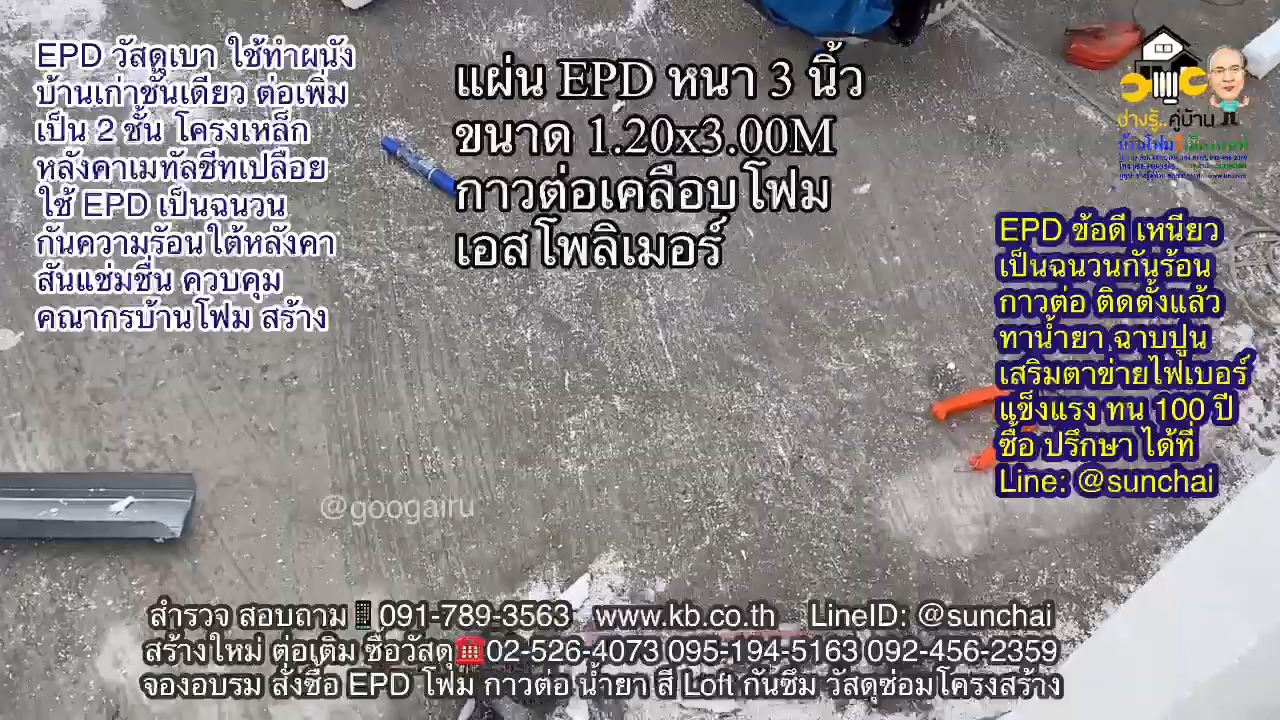 EPD วัสดุเบา ใช้ทำผนัง
บ้านเก่าชั้นเดียว ต่อเพิ่ม
เป็น 2 ชั้น โครงเหล็ก
หลังคาเมทัลชีทเปลือย
ใช้ EPD เป็นฉนวน
กันความร้อนใต้หลังคา
สันแช่มชื่น ควบคุม
คณากรบ้านโฟม สร้าง
แผ่น EPD หนา 3 นิ้ว
ขนาด 1.20x3.00M
กาวต่อเคลือบโฟม
เอสโพลิเมอร์
ช่างรู้..คู่บ้าน
EPD ข้อดี เหนียว
เป็นฉนวนกันร้อน
กาวต่อ ติดตั้งแล้ว
ทาน้ำยา ฉาบปูน
เสริมตาข่ายไฟเบอร์
แข็งแรง ทน 100 ปี
ซื้อ ปรึกษา ได้ที่
Line: @sunchai
@googairu
สำรวจ สอบถาม📱091-789-3563 www.kb.co.th LineID: @sunchai
สร้างใหม่ ต่อเติม ซื้อวัสดุ☎️02-526-4073 095-194-5163 092-456-2359
จองอบรม สั่งซื้อ EPD โฟม กาวต่อ น้ำยา สี Loft กันซึม วัสดุซ่อมโครงสร้าง